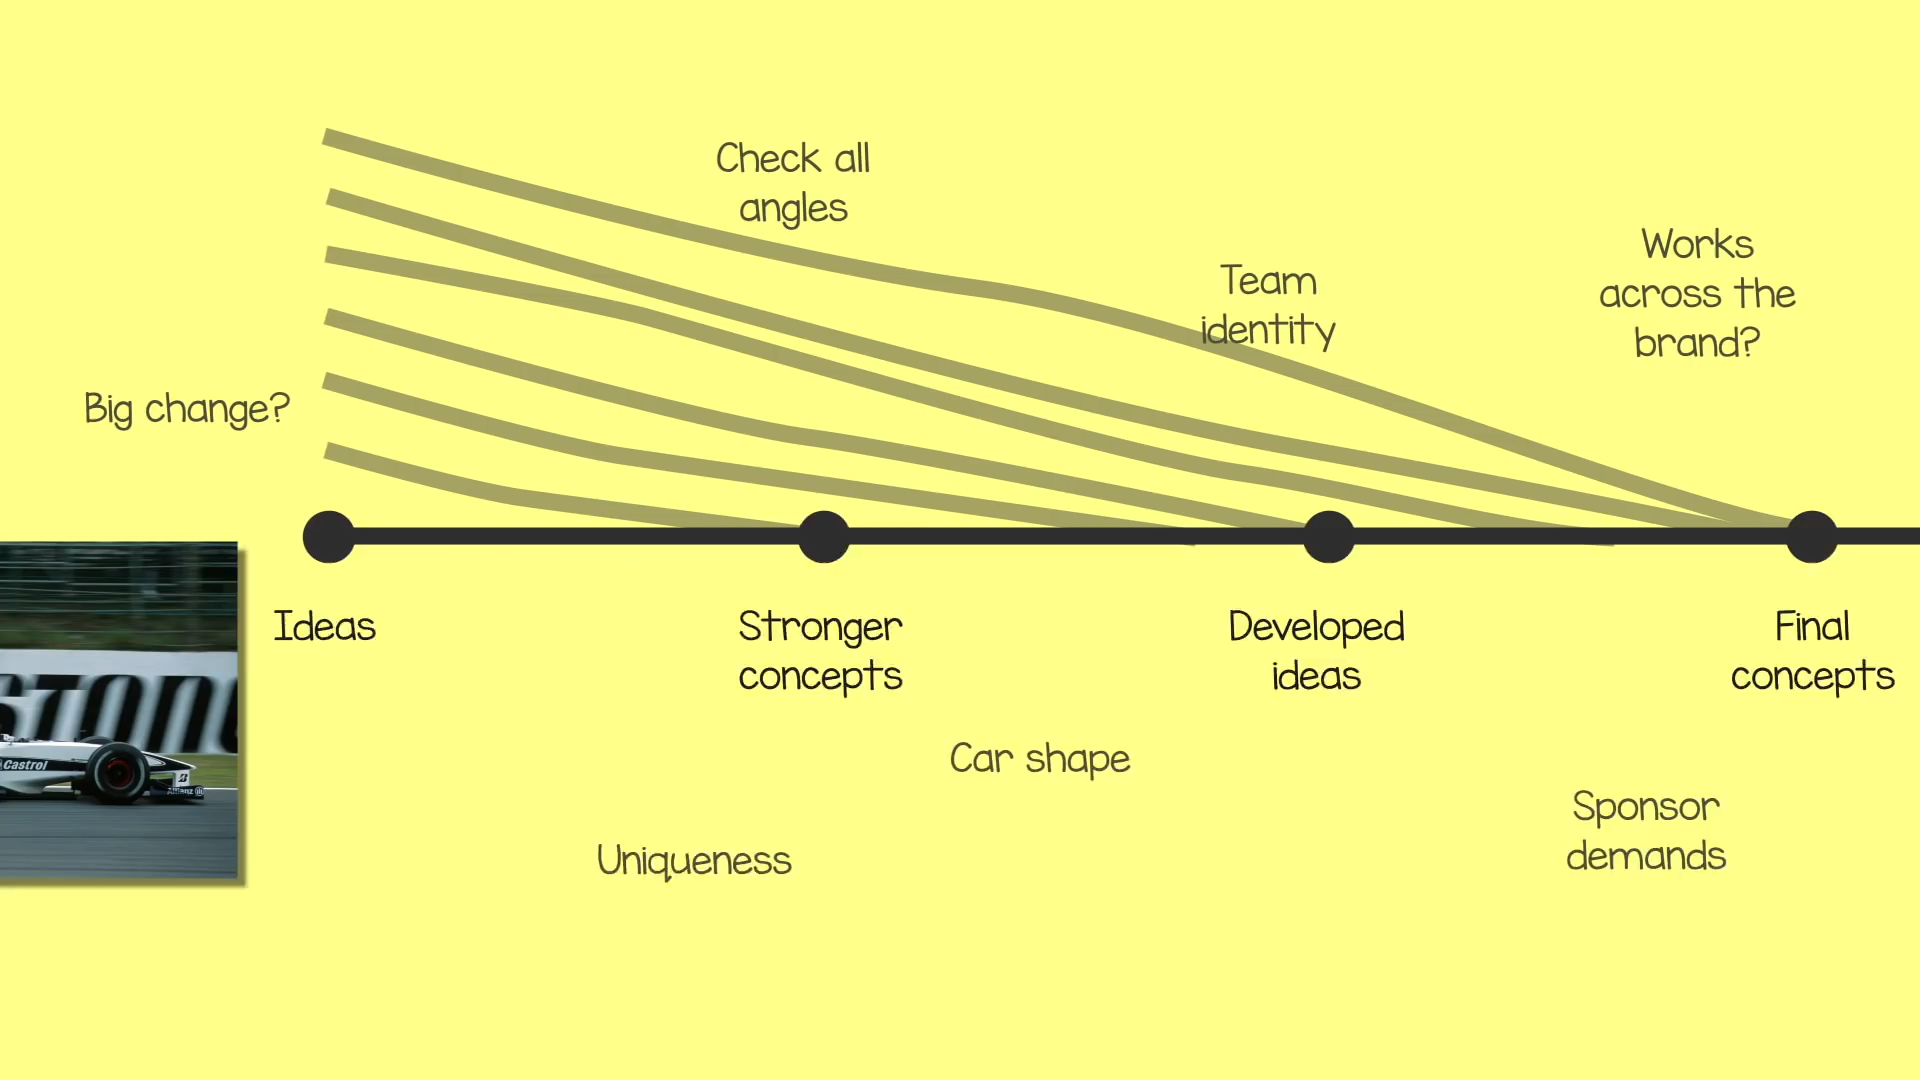 Check all
angles
Works
across the
brand?
Team
identity
Big change?
Ideas
Stronger
concepts
Developed
ideas
Final
concepts
Car shape
Sponsor
demands
Uniqueness
Castrol
Allianz